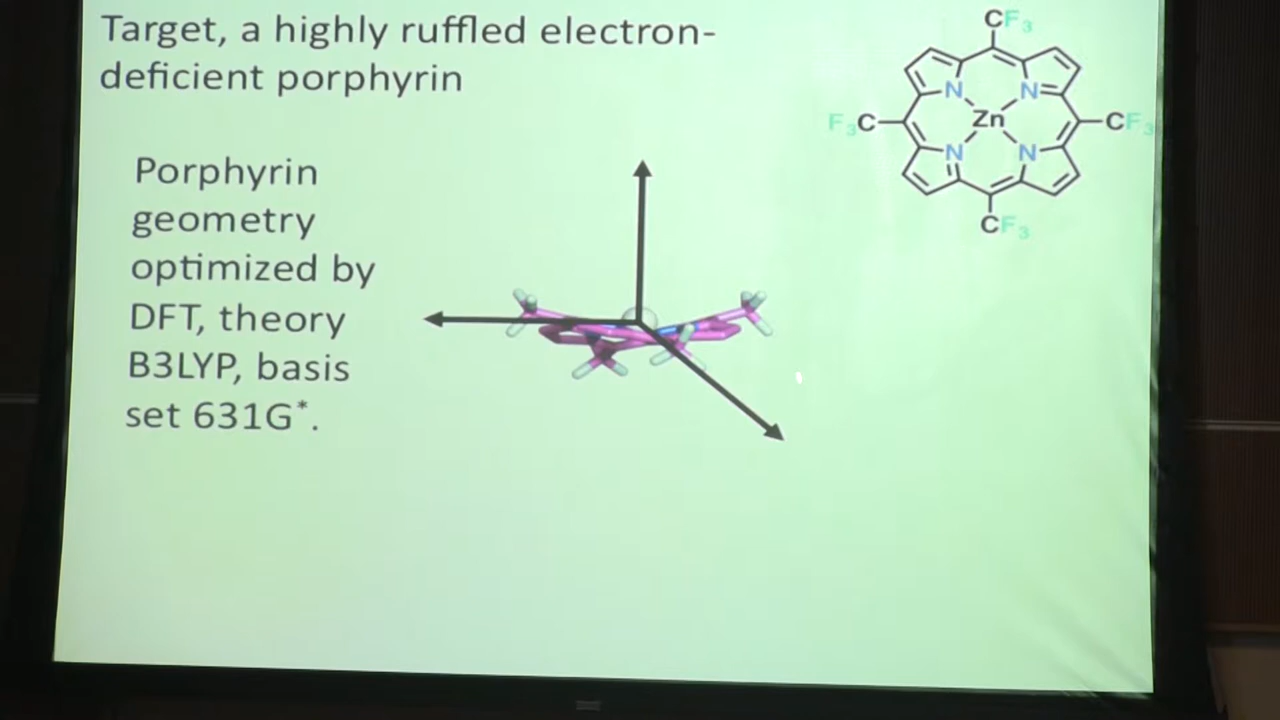 Target, a highly ruffled electron-
deficient porphyrin
Porphyrin
geometry
optimized by
DFT, theory
B3LYP, basis
set 631G*.
CF3
N N
F3C Zn CF3
N N
CF3